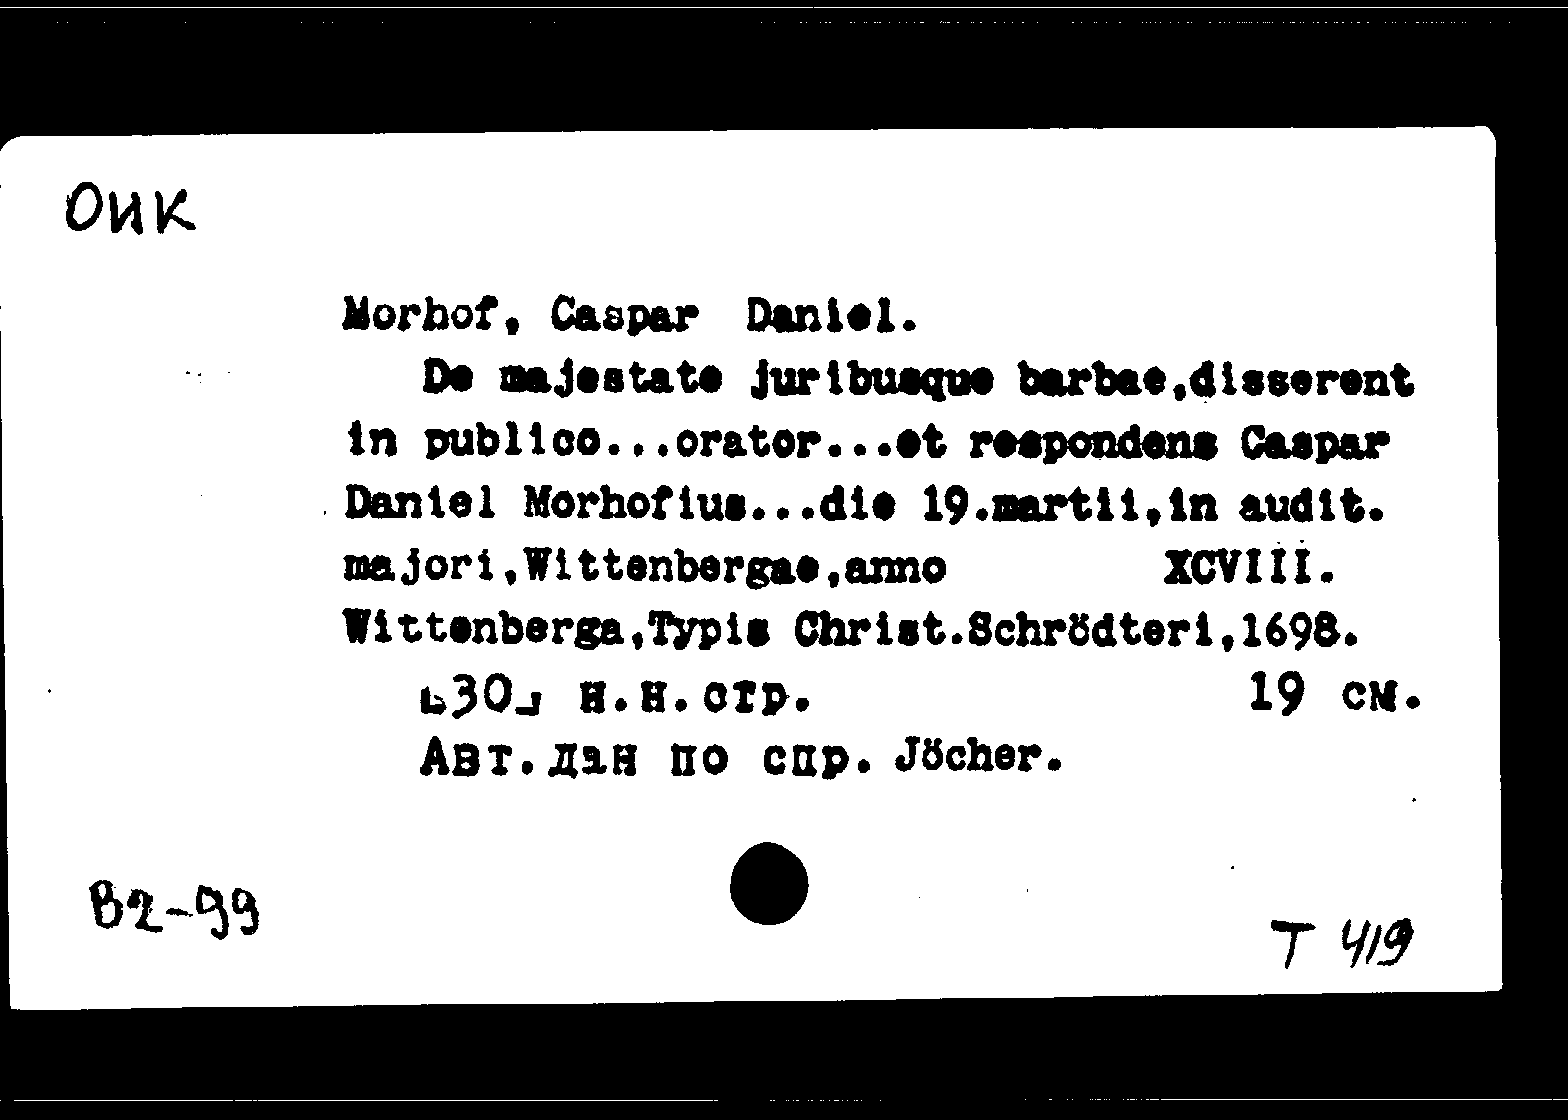 ОИК
Morhof, Caspar Daniel.
De majestate juribusque barbae,disserent
in publico...orator...et respondens Caspar
Daniel Morhofius...die 19.martii,in audit.
majori,Wittenbergae,anno XCVIII.
Wittenberga,Typis Christ.Schrödteri,1698.
[30] н.н.стр. 19 см.
Авт.дан по спр. Jöcher.
B2-99
T 419